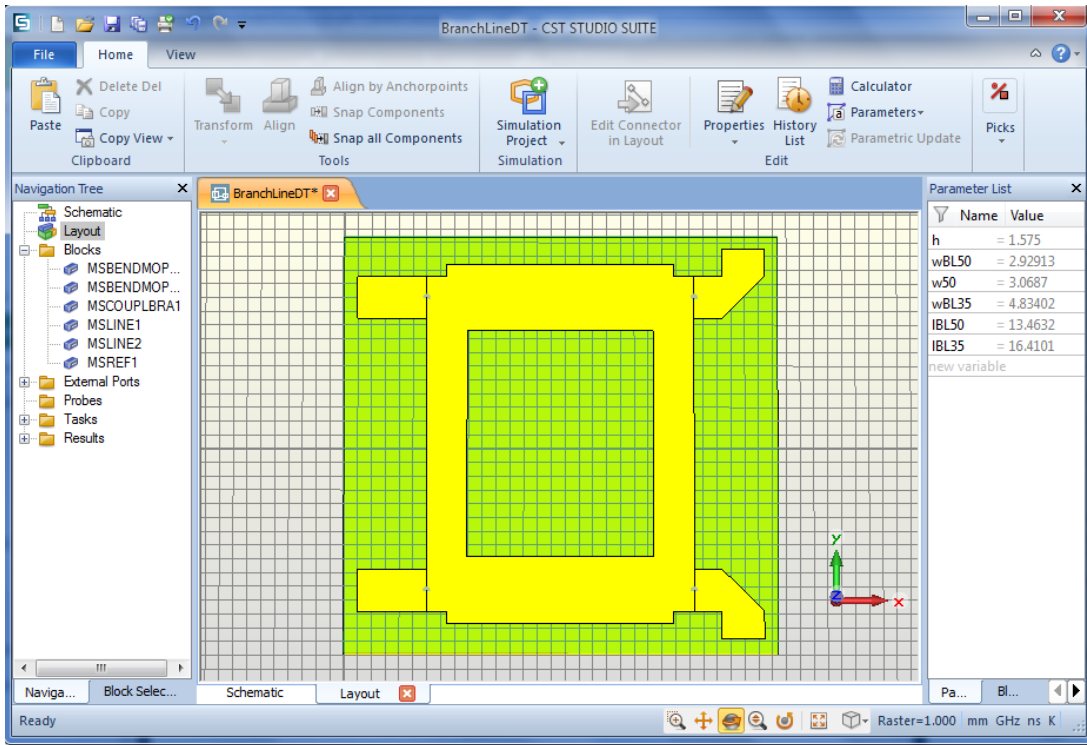 BranchLineDT - CST STUDIO SUITE
File Home View
Paste
Delete Del
Copy
Copy View
Clipboard
Transform Align
Align by Anchorpoints
Snap Components
Snap all Components
Tools
Simulation
Project
Simulation
Edit Connector
in Layout
Properties
History
List
Calculator
Parameters
Parametric Update
Edit
Picks
Navigation Tree
Schematic
Layout
Blocks
MSBENDMOP...
MSBENDMOP...
MSCOUPLBRA1
MSLINE1
MSLINE2
MSREF1
External Ports
Probes
Tasks
Results
Naviga... Block Selec...
BranchLineDT*
Y
Z
X
Schematic Layout
Parameter List
Name Value
h = 1.575
wBL50 = 2.92913
w50 = 3.0687
wBL35 = 4.83402
lBL50 = 13.4632
lBL35 = 16.4101
new variable
Pa... Bl...
Ready
Raster=1.000 mm GHz ns K